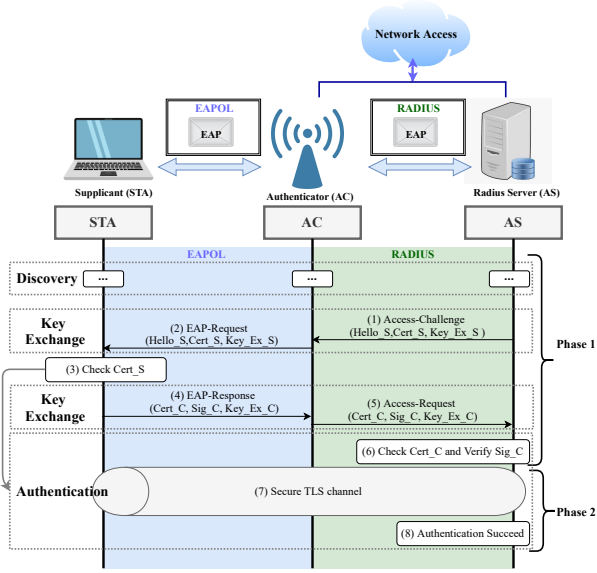 Network Access
EAPOL
EAP
RADIUS
EAP
Supplicant (STA)
Authenticator (AC)
Radius Server (AS)
STA
AC
AS
EAPOL
RADIUS
Discovery
...
...
...
Key
Exchange
(2) EAP-Request
(Hello_S,Cert_S, Key_Ex_S)
(1) Access-Challenge
(Hello_S,Cert_S, Key_Ex_S )
Phase 1
(3) Check Cert_S
Key
Exchange
(4) EAP-Response
(Cert_C, Sig_C, Key_Ex_C)
(5) Access-Request
(Cert_C, Sig_C, Key_Ex_C)
(6) Check Cert_C and Verify Sig_C
Authentication
(7) Secure TLS channel
Phase 2
(8) Authentication Succeed